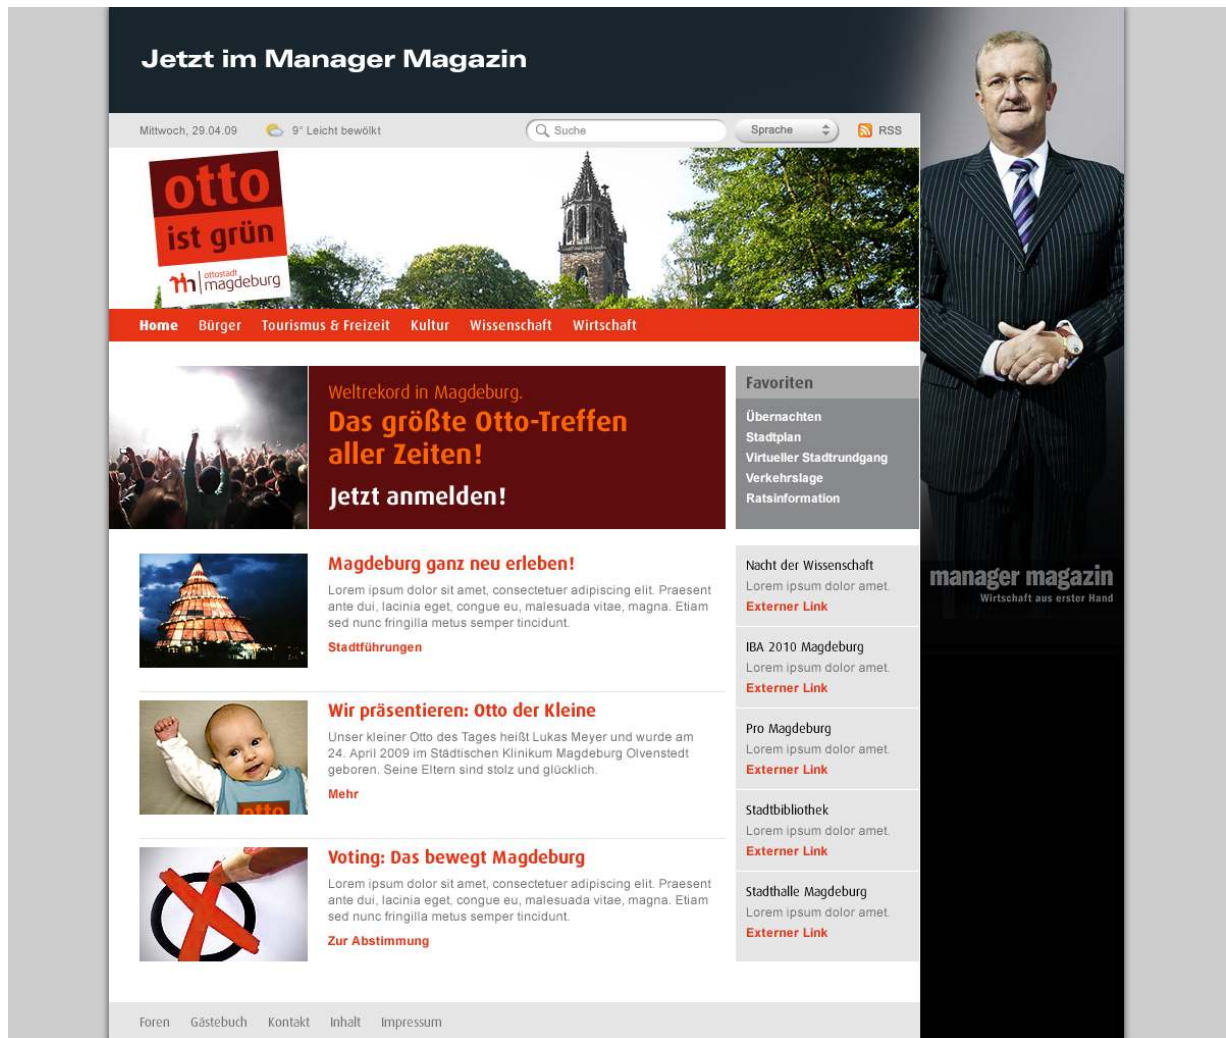 Jetzt im Manager Magazin
Mittwoch, 29.04.09
9° Leicht bewölkt
Suche
Sprache
RSS
otto
ist grün
ottostadt
magdeburg
Home Bürger Tourismus & Freizeit Kultur Wissenschaft Wirtschaft
Weltrekord in Magdeburg.
Das größte Otto-Treffen
aller Zeiten!
Jetzt anmelden!
Favoriten
Übernachten
Stadtplan
Virtueller Stadtrundgang
Verkehrslage
Ratsinformation
Magdeburg ganz neu erleben!
Lorem ipsum dolor sit amet, consectetuer adipiscing elit. Praesent
ante dui, lacinia eget, congue eu, malesuada vitae, magna. Etiam
sed nunc fringilla metus semper tincidunt.
Stadtführungen
otto
Wir präsentieren: Otto der Kleine
Unser kleiner Otto des Tages heißt Lukas Meyer und wurde am
24. April 2009 im Städtischen Klinikum Magdeburg Olvenstedt
geboren. Seine Eltern sind stolz und glücklich.
Mehr
Voting: Das bewegt Magdeburg
Lorem ipsum dolor sit amet, consectetuer adipiscing elit. Praesent
ante dui, lacinia eget, congue eu, malesuada vitae, magna. Etiam
sed nunc fringilla metus semper tincidunt.
Zur Abstimmung
Nacht der Wissenschaft
Lorem ipsum dolor amet.
Externer Link
IBA 2010 Magdeburg
Lorem ipsum dolor amet.
Externer Link
Pro Magdeburg
Lorem ipsum dolor amet.
Externer Link
Stadtbibliothek
Lorem ipsum dolor amet.
Externer Link
Stadthalle Magdeburg
Lorem ipsum dolor amet.
Externer Link
manager magazin
Wirtschaft aus erster Hand
Foren Gästebuch Kontakt Inhalt Impressum